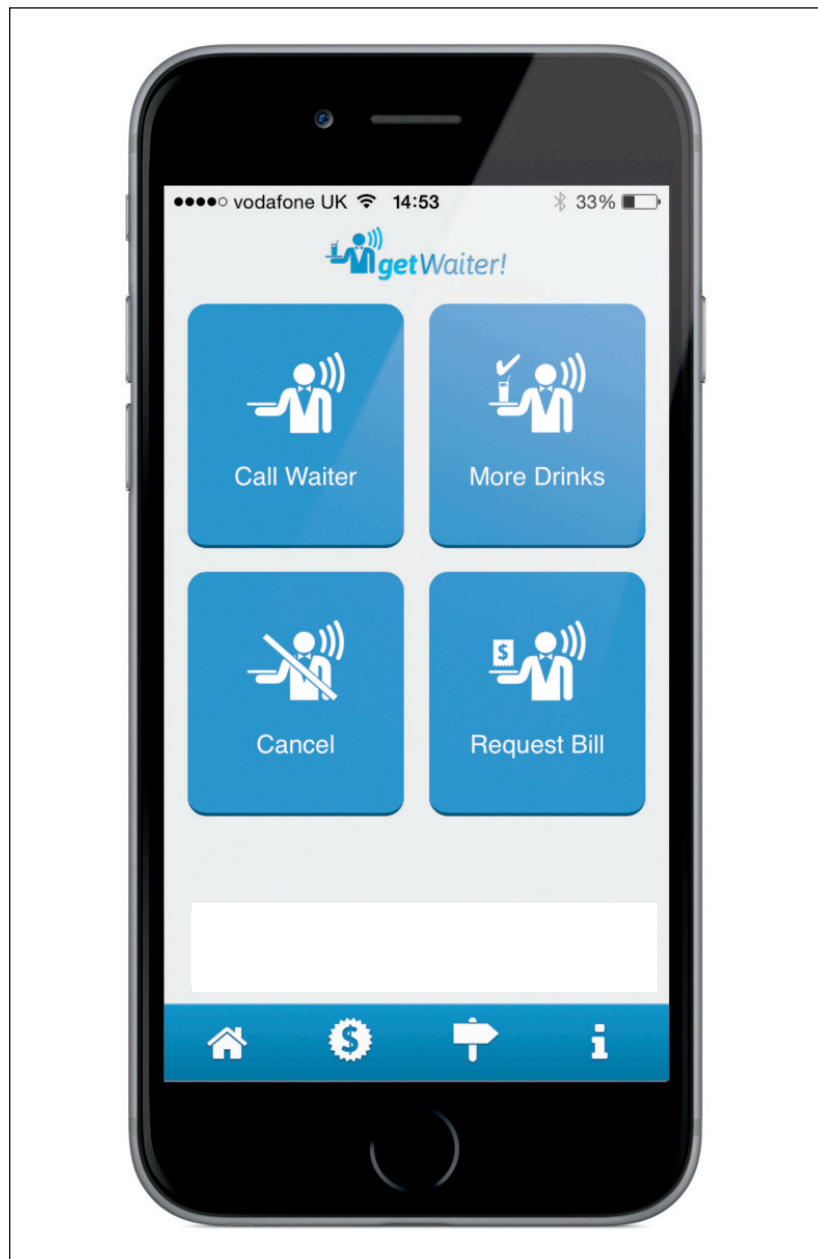 vodafone UK 14:53 33%
getWaiter!
Call Waiter More Drinks
$
Cancel Request Bill
$